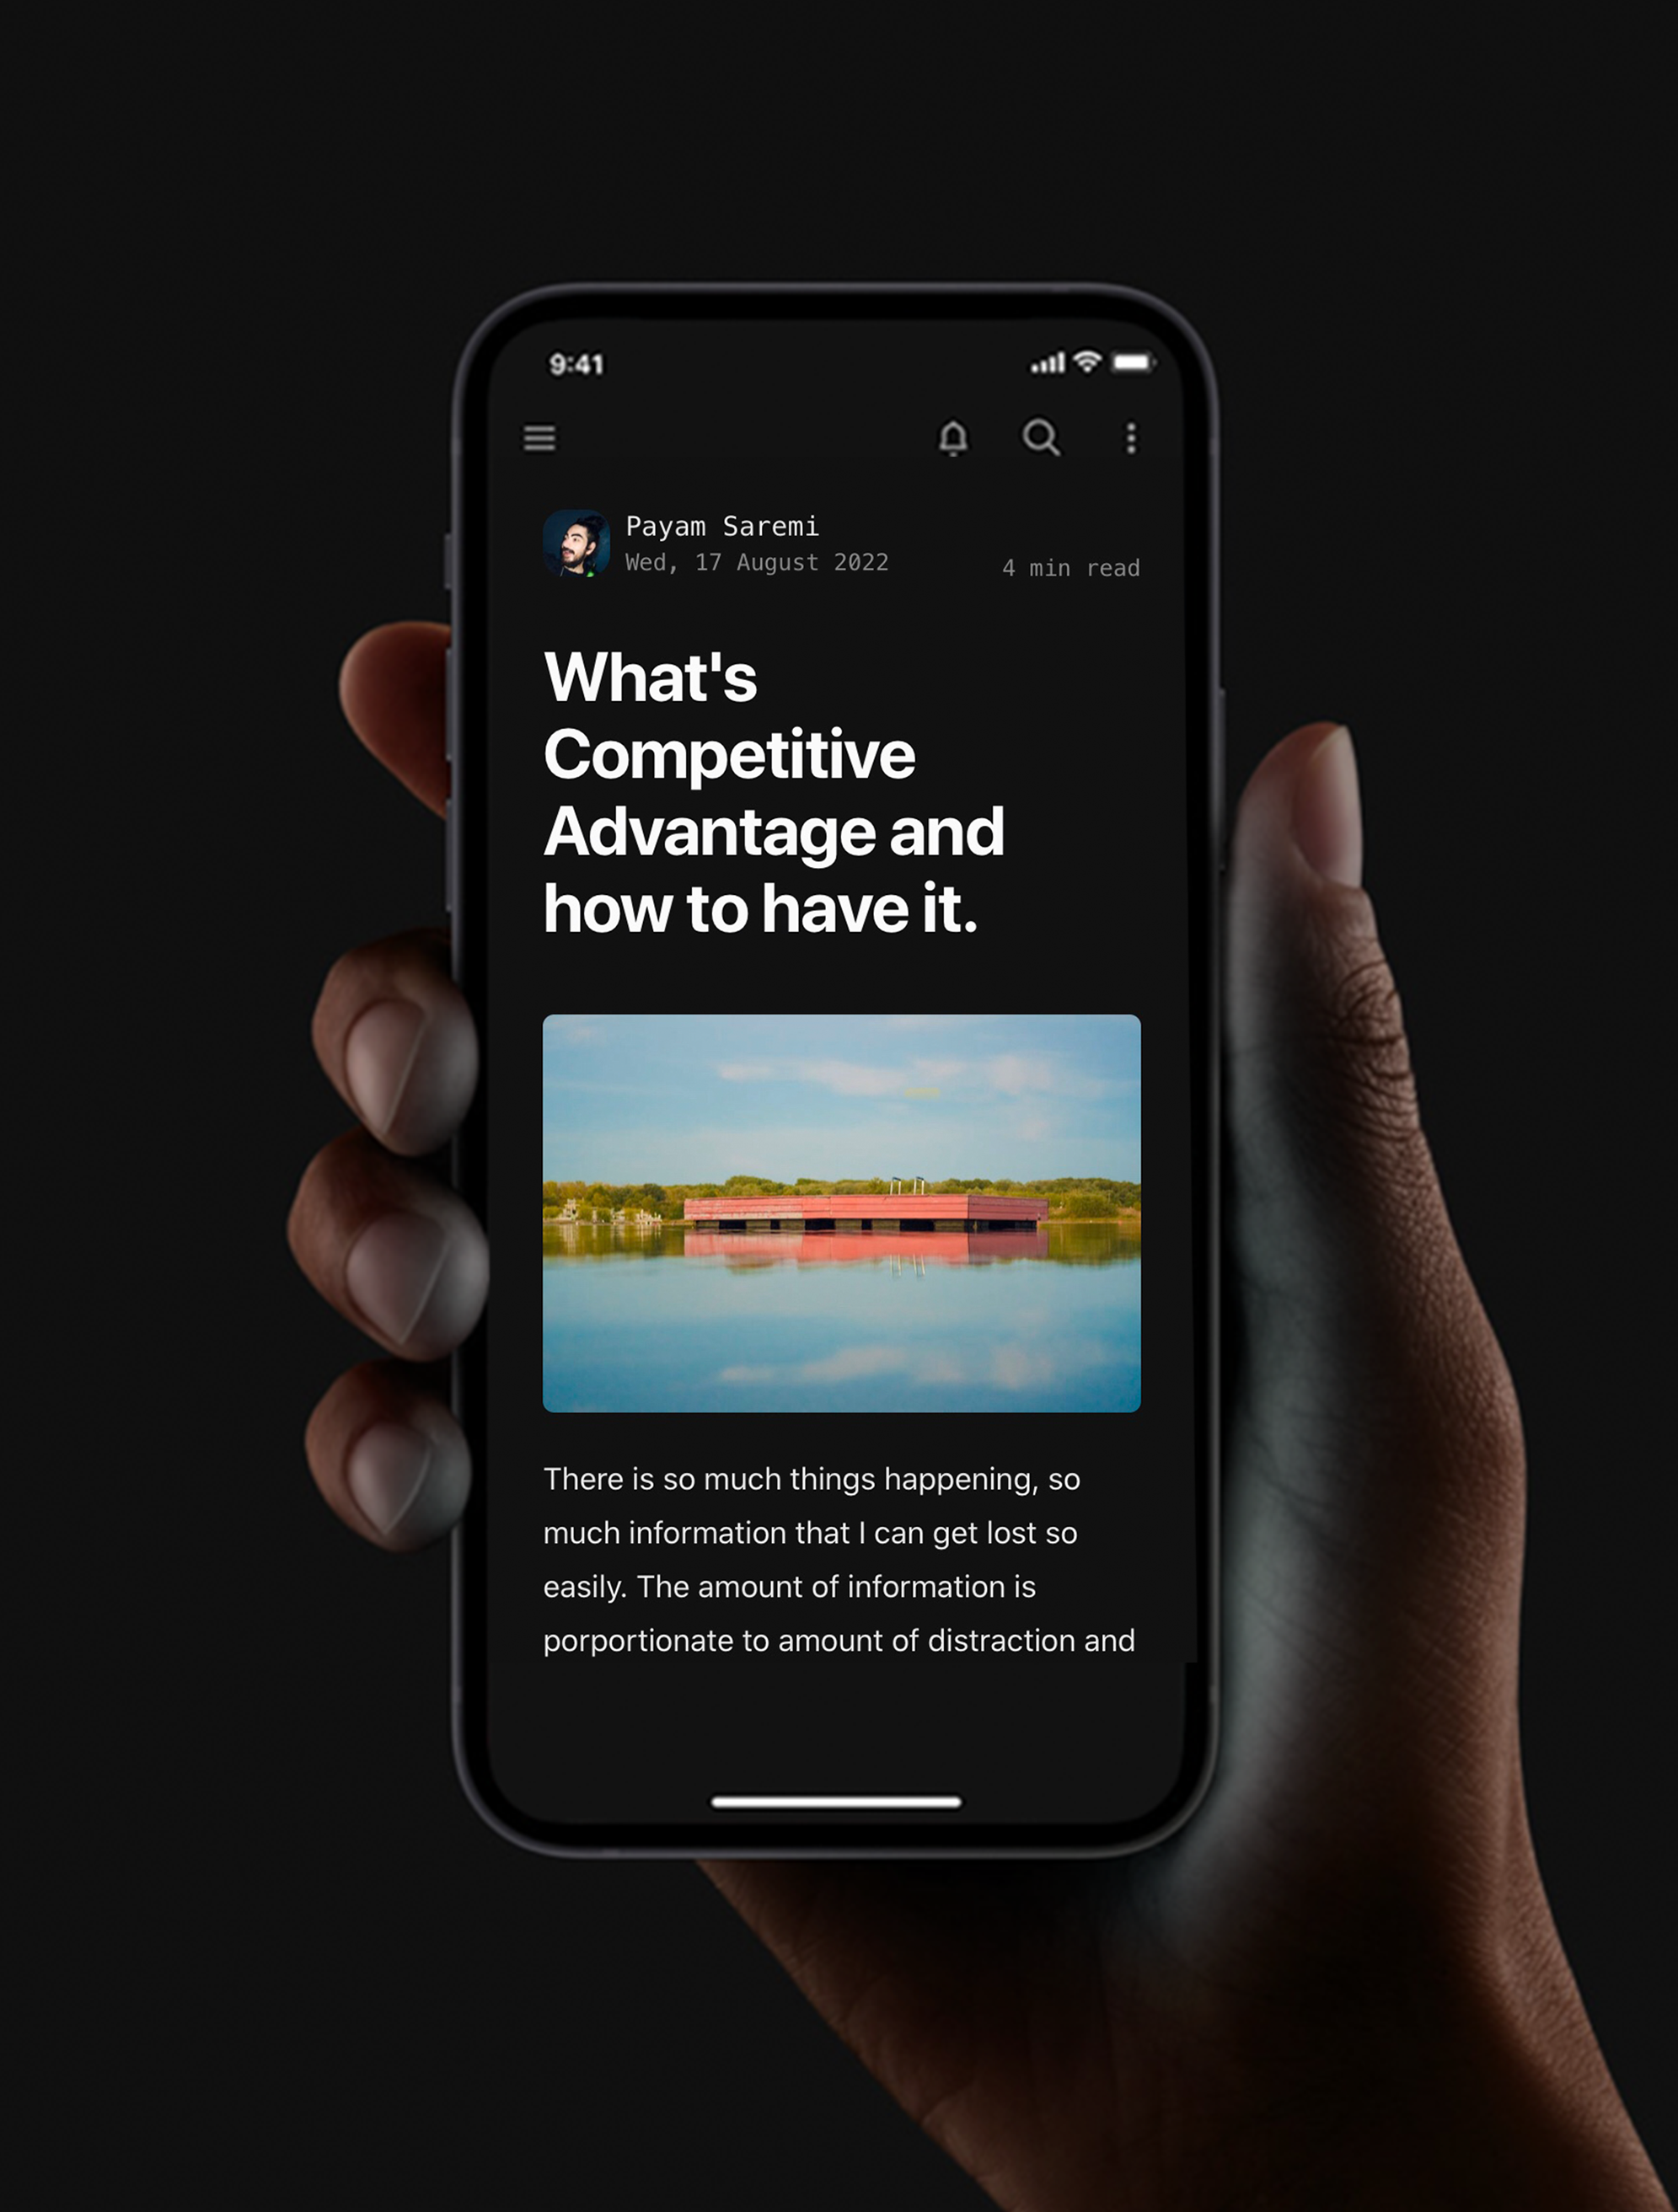 9:41
Payam Saremi
Wed, 17 August 2022
4 min read
What's
Competitive
Advantage and
how to have it.
There is so much things happening, so
much information that I can get lost so
easily. The amount of information is
porportionate to amount of distraction and